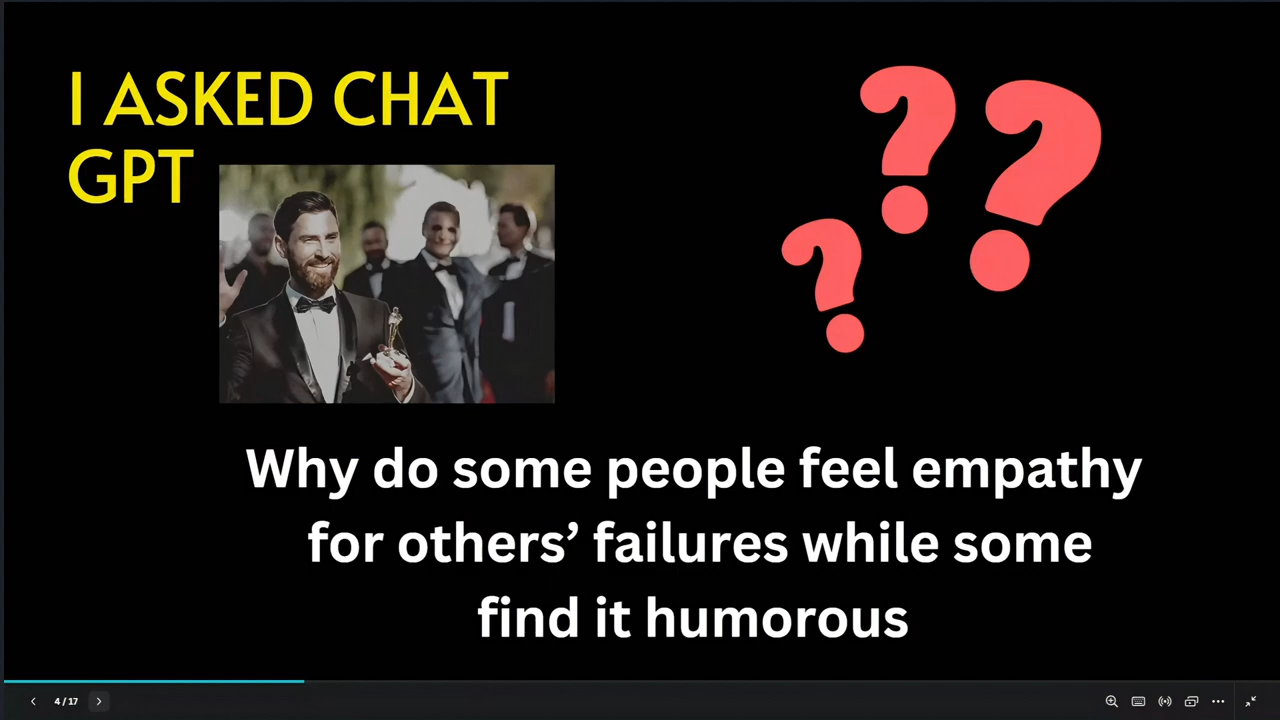 I ASKED CHAT
GPT
Why do some people feel empathy
for others’ failures while some
find it humorous
4 / 17